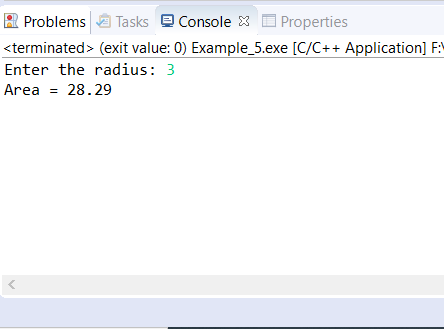 Problems Tasks Console Properties
<terminated> (exit value: 0) Example_5.exe [C/C++ Application] F:\
Enter the radius: 3
Area = 28.29